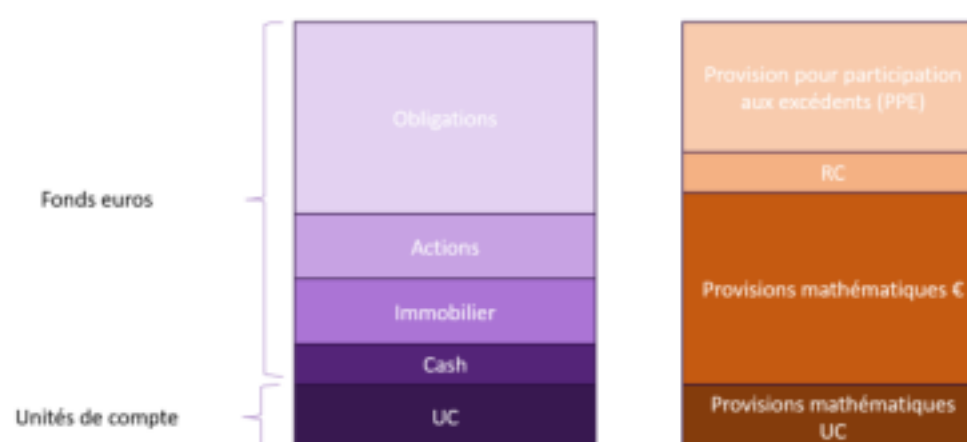 Fonds euros
Unités de compte
Obligations
Actions
Immobilier
Cash
UC
Provision pour participation
aux excédents (PPE)
RC
Provisions mathématiques €
Provisions mathématiques
UC